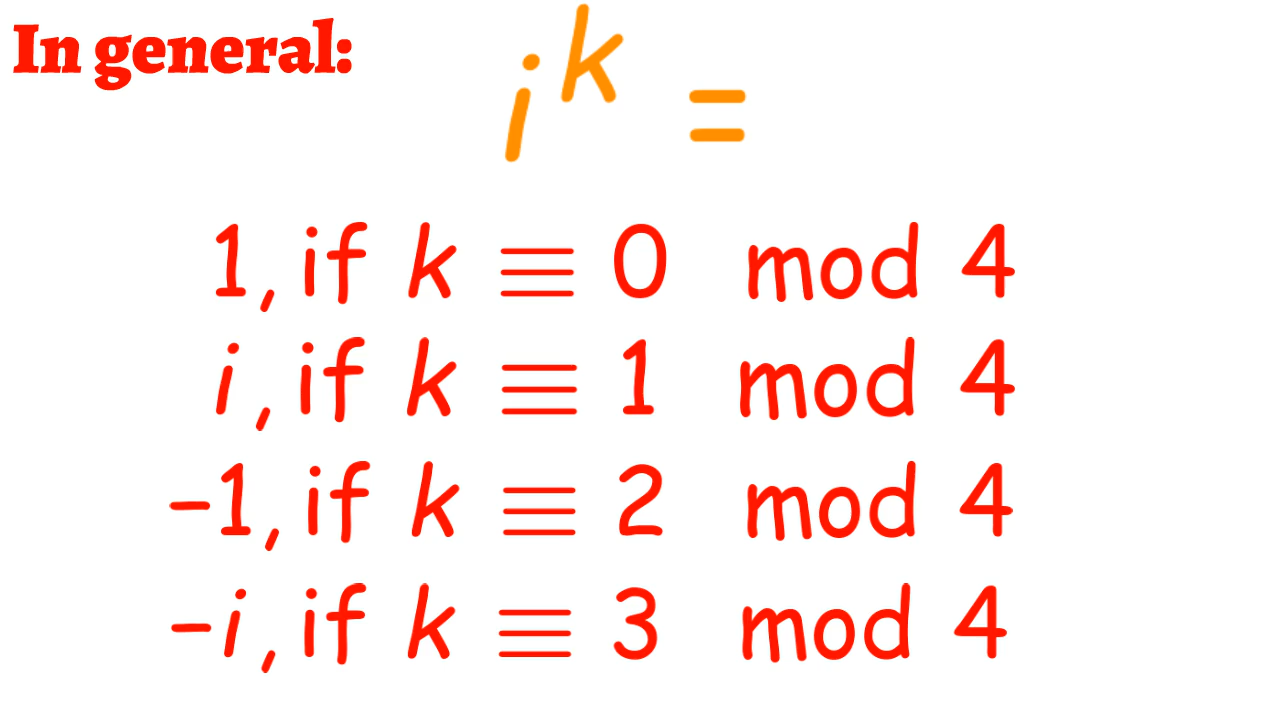 In general:
i^k =
1, if k ≡ 0 mod 4
i, if k ≡ 1 mod 4
-1, if k ≡ 2 mod 4
-i, if k ≡ 3 mod 4